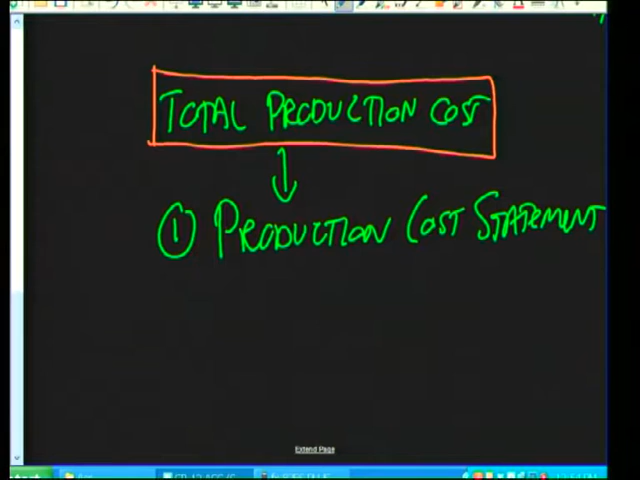 TOTAL PRODUCTION COST
① PRODUCTION COST STATEMENT
Extend Page